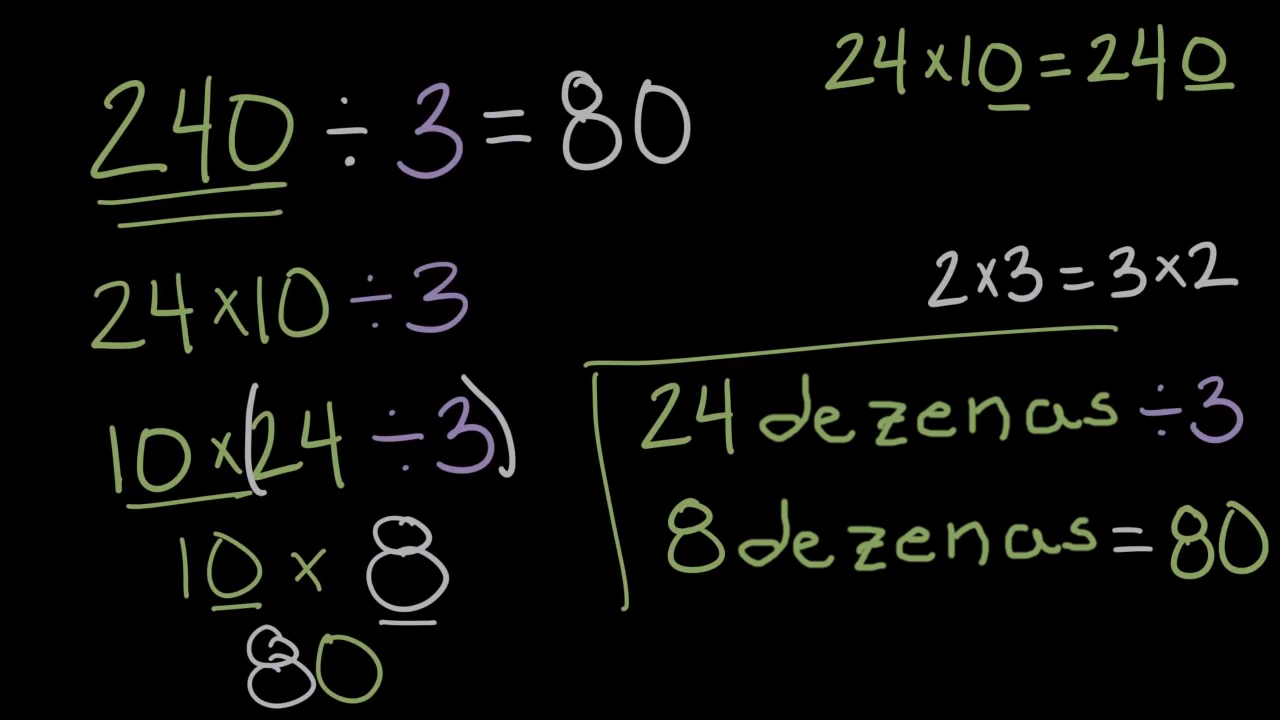 240 ÷ 3 = 80
24 × 10 = 240
24 × 10 ÷ 3
10 × (24 ÷ 3)
10 × 8
80
2 × 3 = 3 × 2
24 dezenas ÷ 3
8 dezenas = 80